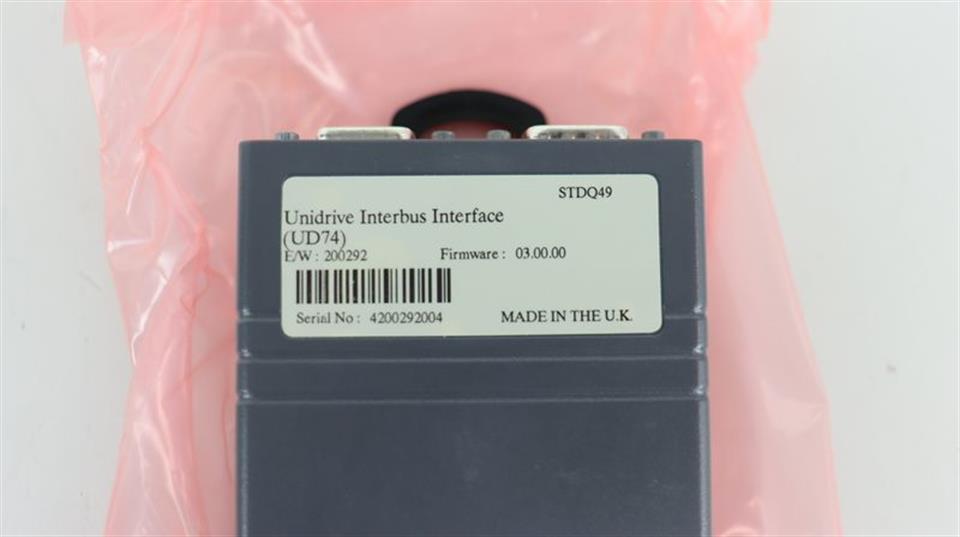 STDQ49
Unidrive Interbus Interface
(UD74)
E/W : 200292 Firmware : 03.00.00
Serial No : 4200292004 MADE IN THE U.K.